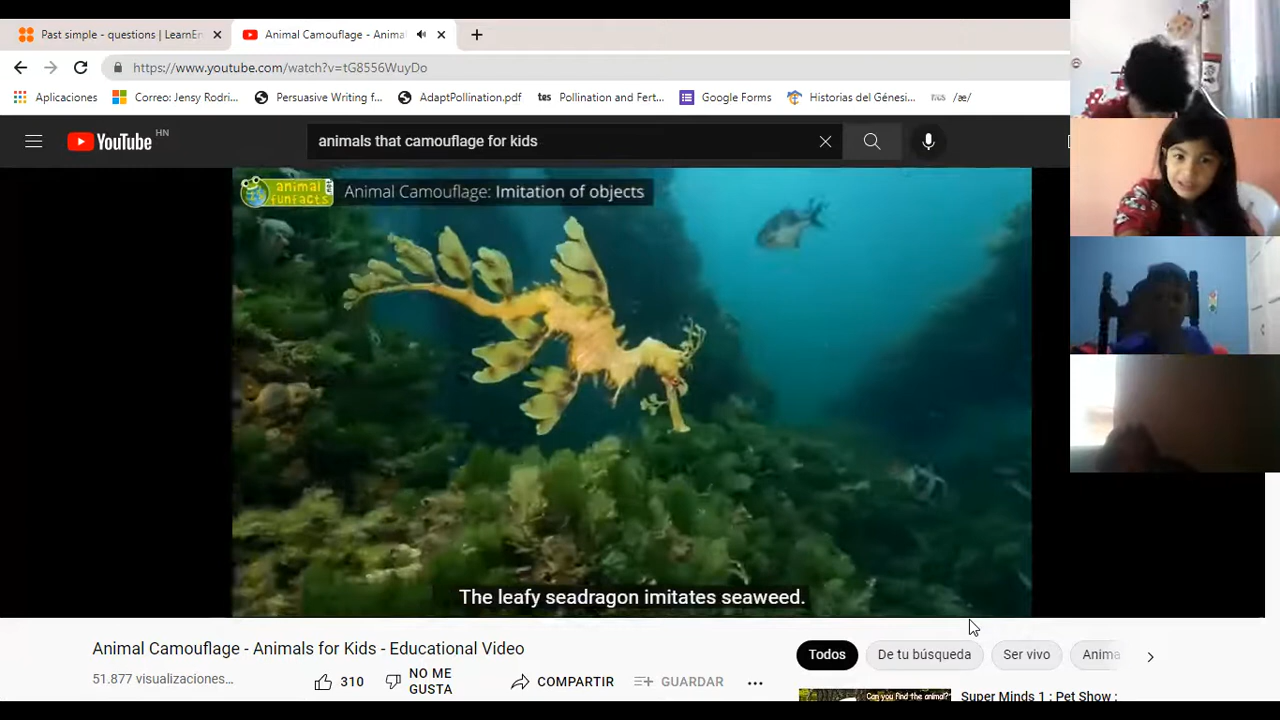 Past simple - questions | LearnEn
Animal Camouflage - Anima
https://www.youtube.com/watch?v=tG8556WuyDo
Aplicaciones
Correo: Jensy Rodri...
Persuasive Writing f...
AdaptPollination.pdf
tes Pollination and Fert...
Google Forms
Historias del Génesi...
/æ/
YouTube HN
animals that camouflage for kids
animal funfacts
Animal Camouflage: Imitation of objects
The leafy seadragon imitates seaweed.
Animal Camouflage - Animals for Kids - Educational Video
51.877 visualizaciones...
310
NO ME GUSTA
COMPARTIR
GUARDAR
Todos
De tu búsqueda
Ser vivo
Anima
Can you find the animal?
Super Minds 1 : Pet Show :